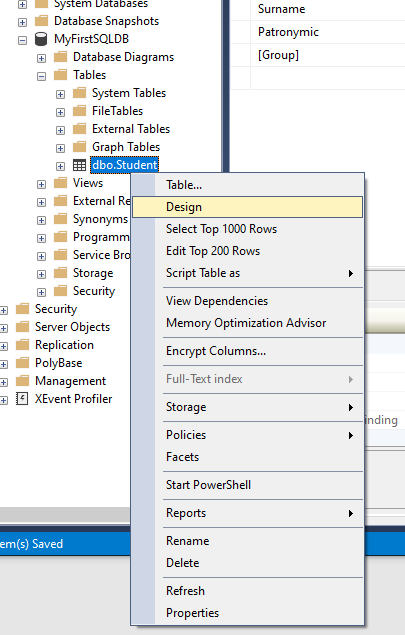 System Databases
Database Snapshots
MyFirstSQLDB
Database Diagrams
Tables
System Tables
FileTables
External Tables
Graph Tables
dbo.Student
Views
External Re
Synonyms
Programm
Service Bro
Storage
Security
Security
Server Objects
Replication
PolyBase
Management
XEvent Profiler
Surname
Patronymic
[Group]
Table...
Design
Select Top 1000 Rows
Edit Top 200 Rows
Script Table as
View Dependencies
Memory Optimization Advisor
Encrypt Columns...
Full-Text index
Storage
Policies
Facets
Start PowerShell
Reports
Rename
Delete
Refresh
Properties
inding
em(s) Saved